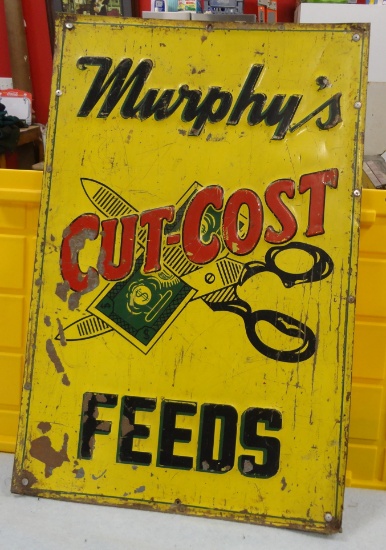 Murphy's
CUT-COST
$
FEEDS